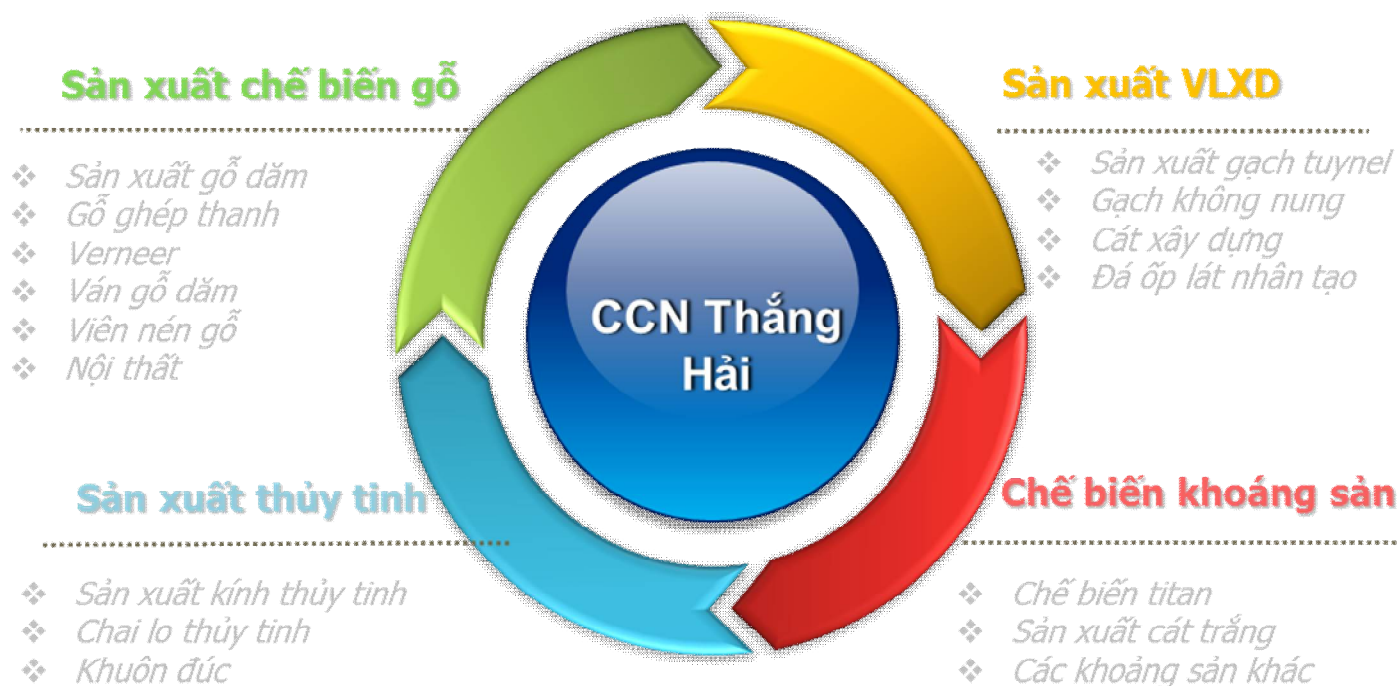 Sản xuất chế biến gỗ
❖ Sản xuất gỗ dăm
❖ Gỗ ghép thanh
❖ Verneer
❖ Ván gỗ dăm
❖ Viên nén gỗ
❖ Nội thất
Sản xuất VLXD
❖ Sản xuất gạch tuynel
❖ Gạch không nung
❖ Cát xây dựng
❖ Đá ốp lát nhân tạo
CCN Thắng
Hải
Sản xuất thủy tinh
❖ Sản xuất kính thủy tinh
❖ Chai lo thủy tinh
❖ Khuôn đúc
Chế biến khoáng sản
❖ Chế biến titan
❖ Sản xuất cát trắng
❖ Các khoảng sản khác